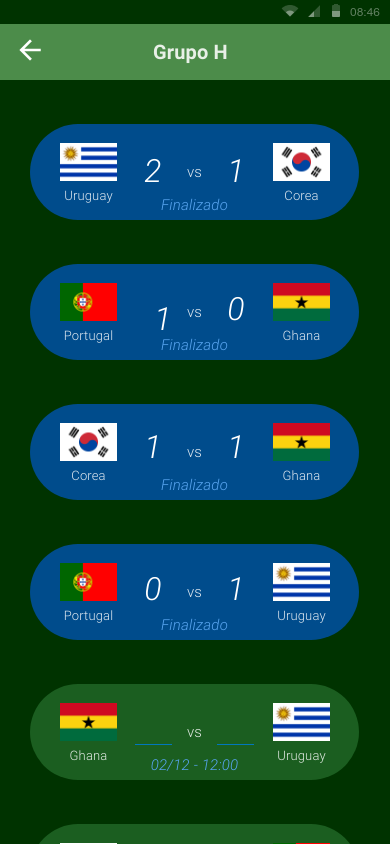 08:46
Grupo H
2 vs 1
Uruguay Corea
Finalizado
1 vs 0
Portugal Ghana
Finalizado
1 vs 1
Corea Ghana
Finalizado
0 vs 1
Portugal Uruguay
Finalizado
vs
Ghana Uruguay
02/12 - 12:00